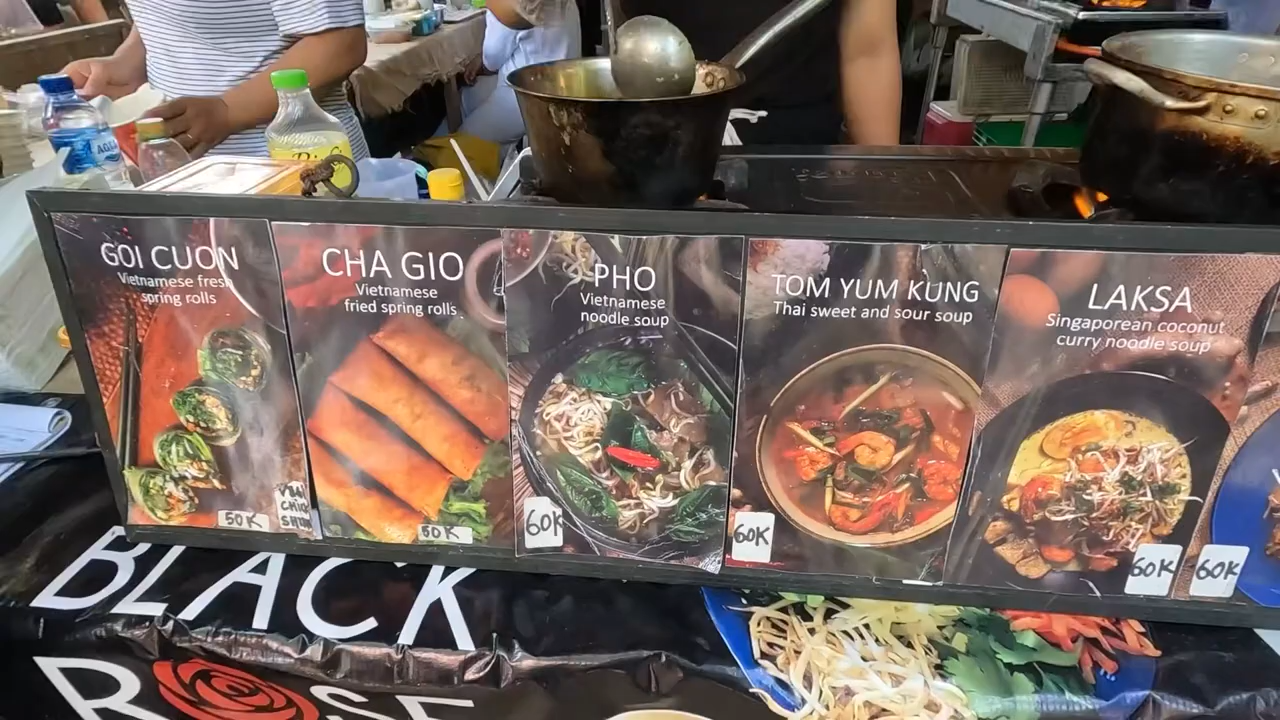 GOI CUON
Vietnamese fresh
spring rolls
50K
CHA GIO
Vietnamese
fried spring rolls
50K
PHO
Vietnamese
noodle soup
60K
TOM YUM KUNG
Thai sweet and sour soup
60K
LAKSA
Singaporean coconut
curry noodle soup
60K
60K
BLACK
ROSE